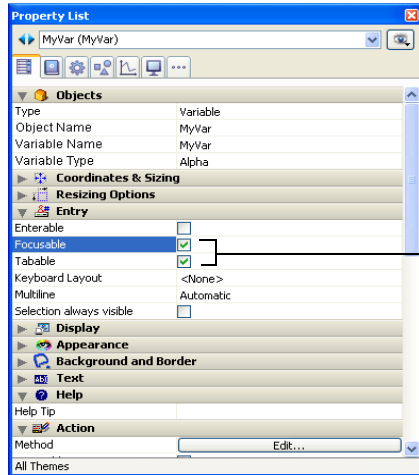 Property List
MyVar (MyVar)
Objects
Type Variable
Object Name MyVar
Variable Name MyVar
Variable Type Alpha
Coordinates & Sizing
Resizing Options
Entry
Enterable
Focusable
Tabable
Keyboard Layout <None>
Multiline Automatic
Selection always visible
Display
Appearance
Background and Border
Text
Help
Help Tip
Action
Method Edit...
All Themes